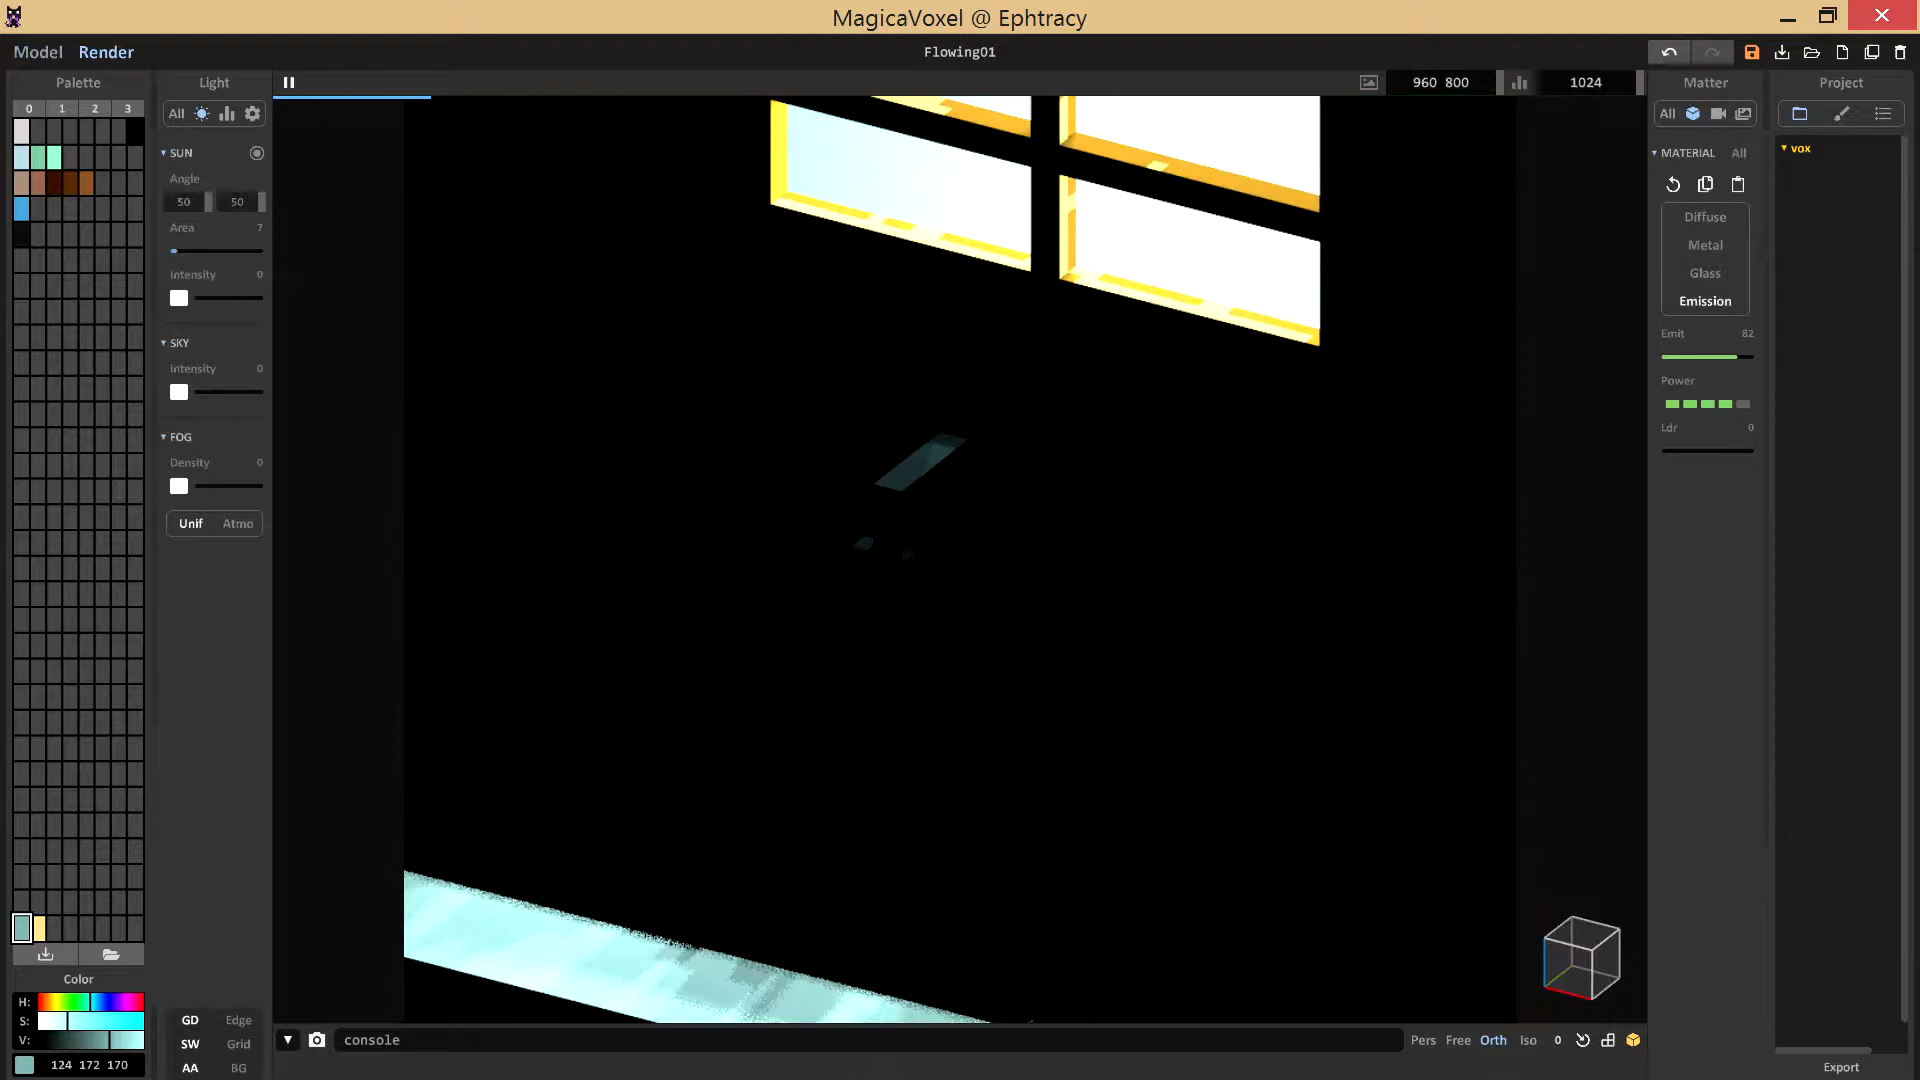 MagicaVoxel @ Ephtracy
Model Render
Flowing01
Palette
Light
960 800
1024
Matter
Project
0 1 2 3
All
All
SUN
MATERIAL All
vox
Angle
50 50
Area 7
Diffuse
Metal
Intensity 0
Glass
Emission
Emit 82
SKY
Intensity 0
Power
Ldr 0
FOG
Density 0
Unif Atmo
Color
H:
S:
V:
124 172 170
GD Edge
SW Grid
AA BG
console
Pers Free Orth Iso 0
Export